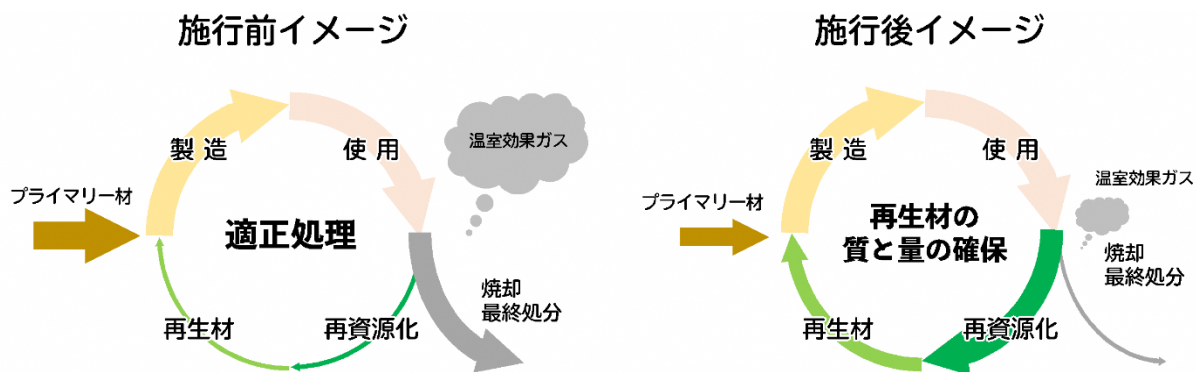 施行前イメージ
温室効果ガス
製造
使用
プライマリー材
適正処理
焼却
最終処分
再生材
再資源化
施行後イメージ
製造
使用
温室効果ガス
プライマリー材
再生材の
質と量の確保
焼却
最終処分
再生材
再資源化